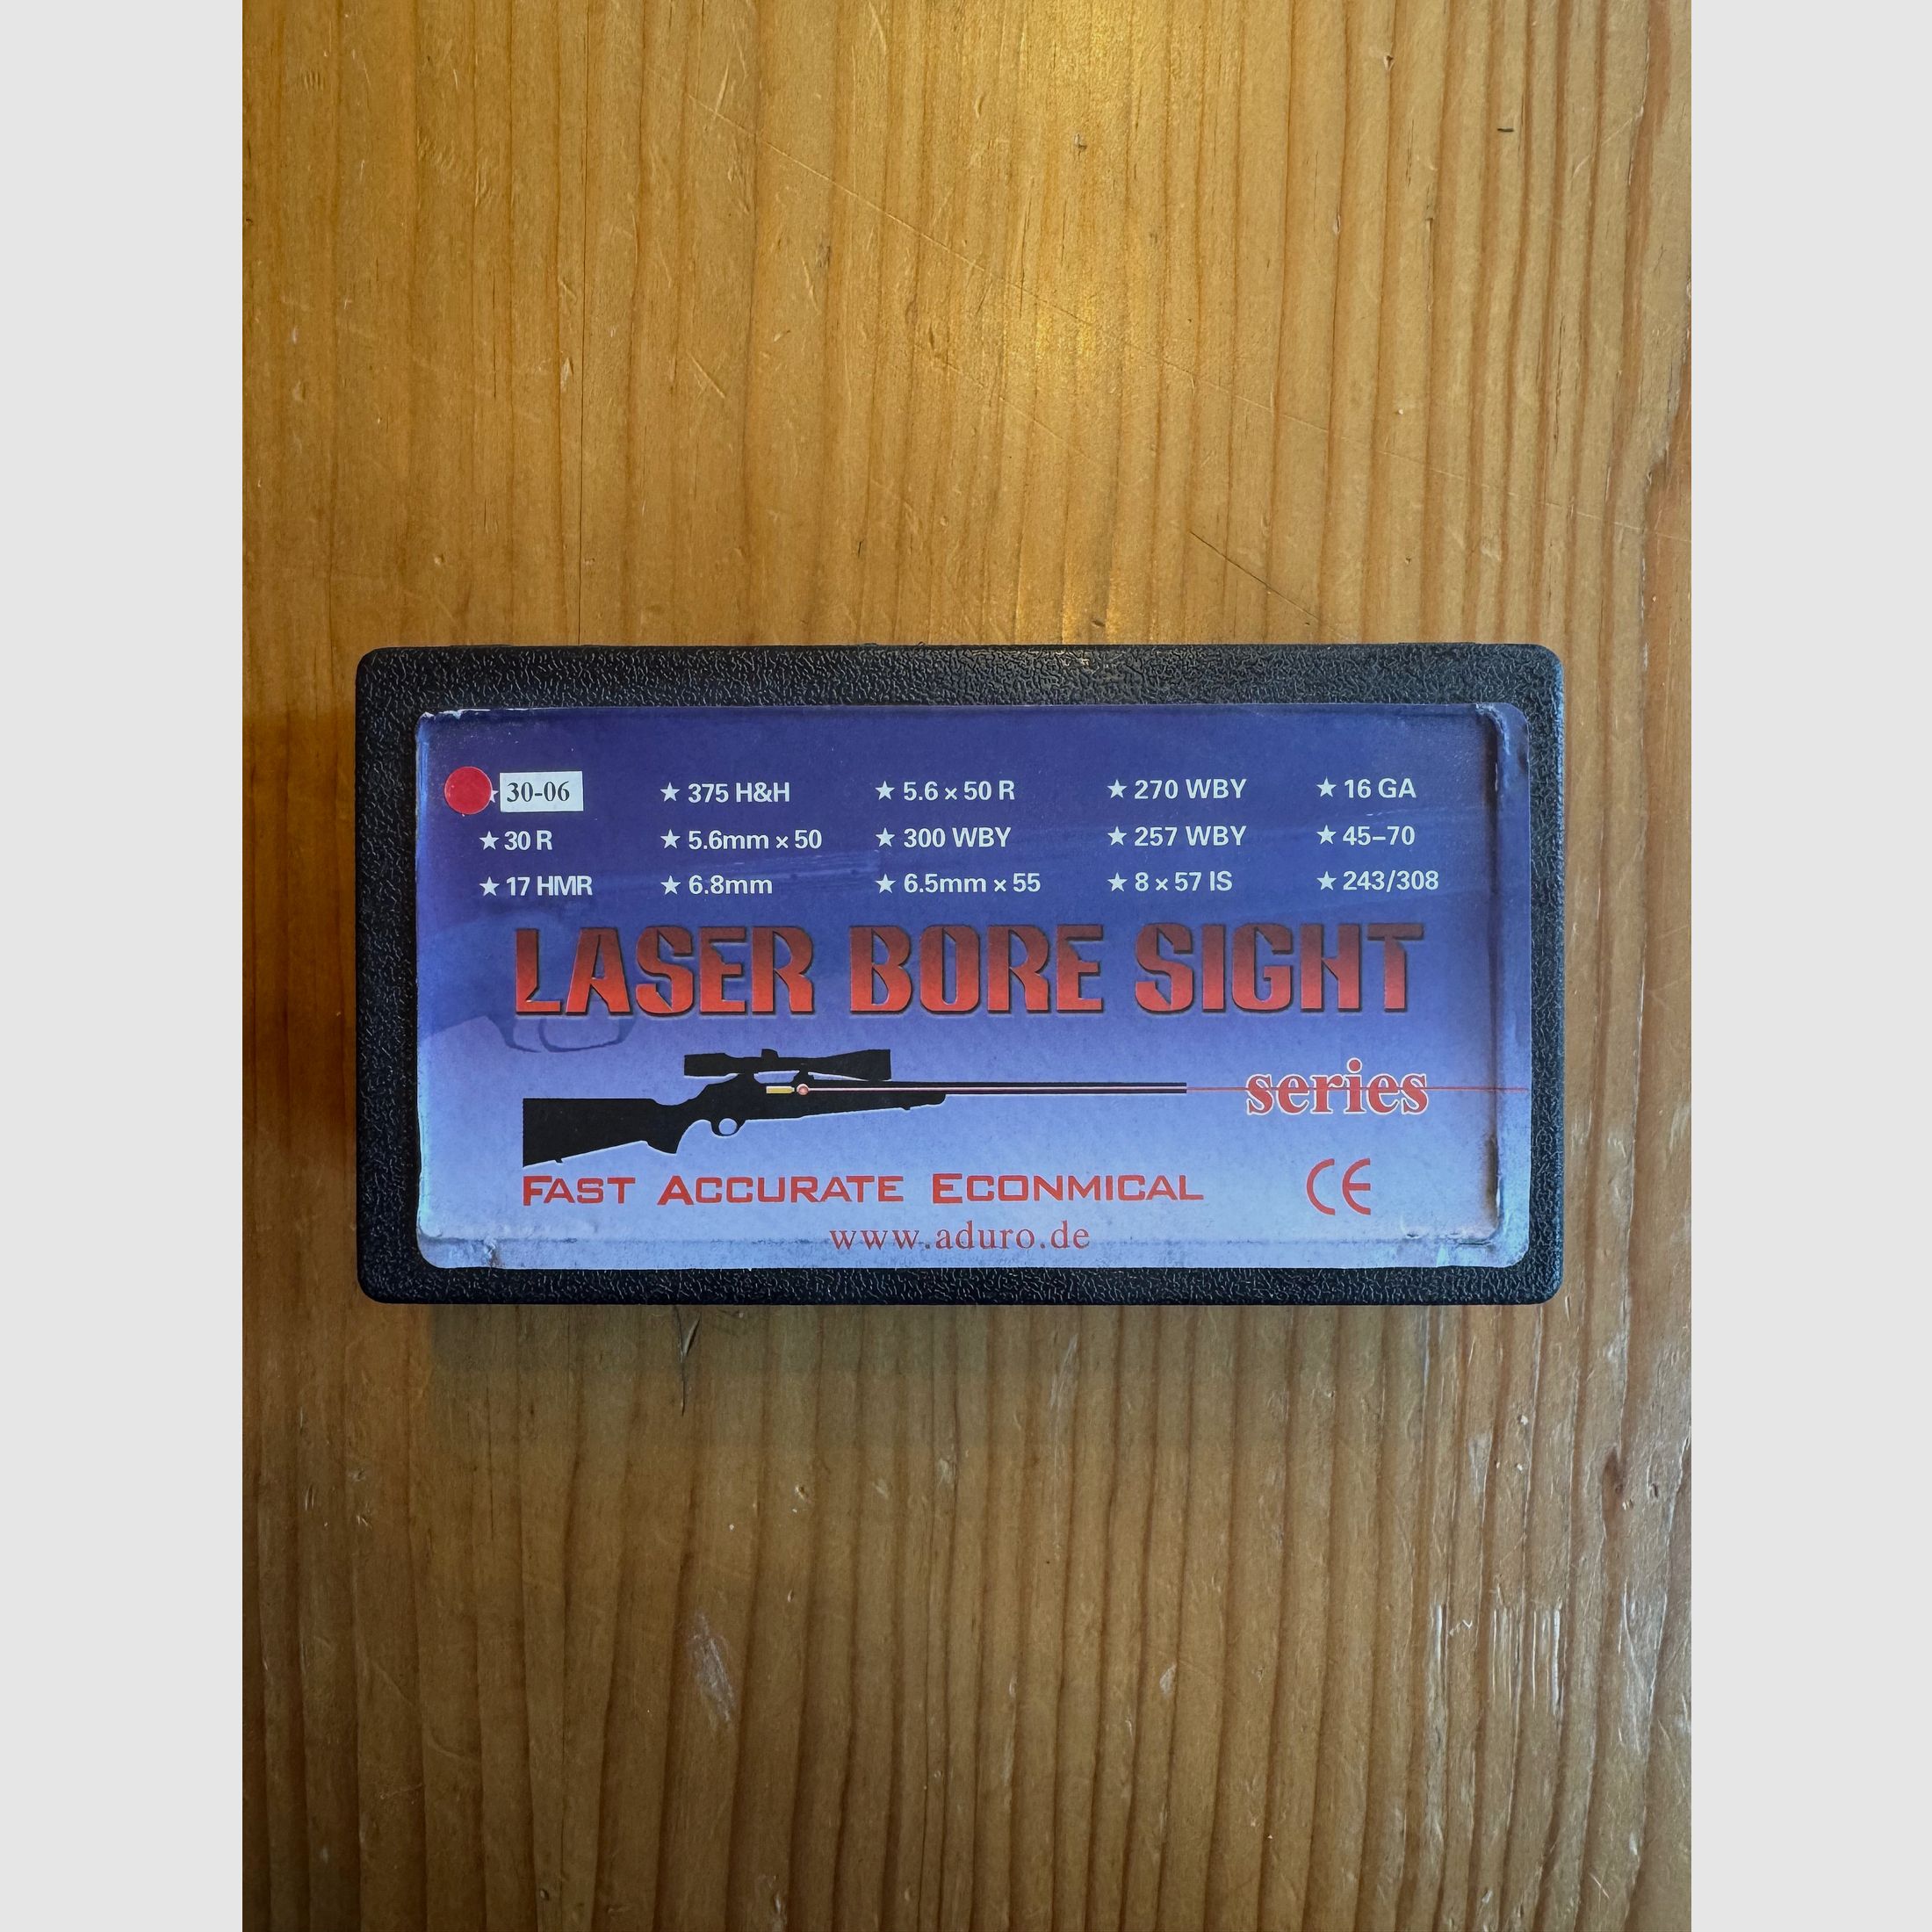 30-06 ★ 375 H&H ★ 5.6 x 50 R ★ 270 WBY ★ 16 GA
★ 30 R ★ 5.6mm x 50 ★ 300 WBY ★ 257 WBY ★ 45–70
★ 17 HMR ★ 6.8mm ★ 6.5mm x 55 ★ 8 x 57 IS ★ 243/308
LASER BORE SIGHT
series
FAST ACCURATE ECONMICAL CE
www.aduro.de